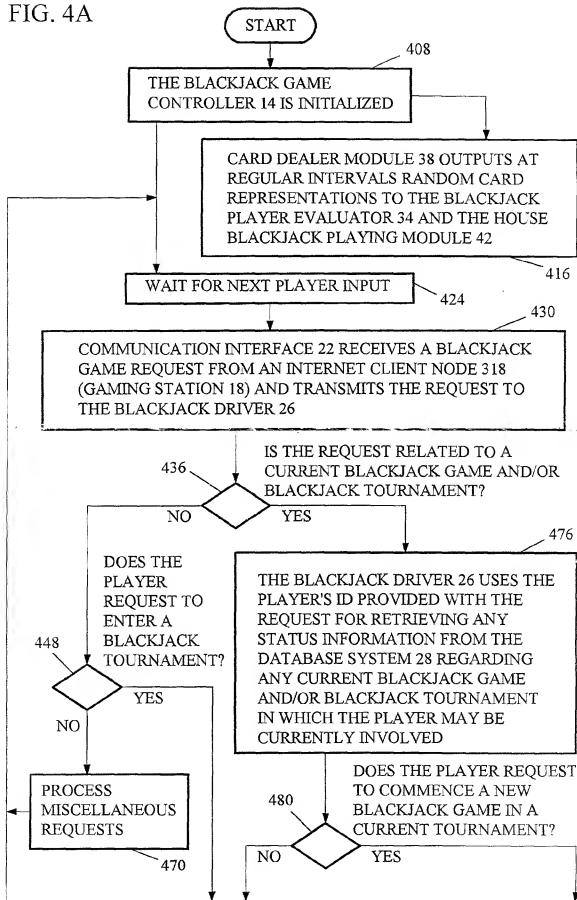 FIG. 4A
START
408
THE BLACKJACK GAME
CONTROLLER 14 IS INITIALIZED
CARD DEALER MODULE 38 OUTPUTS AT
REGULAR INTERVALS RANDOM CARD
REPRESENTATIONS TO THE BLACKJACK
PLAYER EVALUATOR 34 AND THE HOUSE
BLACKJACK PLAYING MODULE 42
416
WAIT FOR NEXT PLAYER INPUT
424
430
COMMUNICATION INTERFACE 22 RECEIVES A BLACKJACK
GAME REQUEST FROM AN INTERNET CLIENT NODE 318
(GAMING STATION 18) AND TRANSMITS THE REQUEST TO
THE BLACKJACK DRIVER 26
IS THE REQUEST RELATED TO A
CURRENT BLACKJACK GAME AND/OR
BLACKJACK TOURNAMENT?
436
NO
YES
476
DOES THE
PLAYER
REQUEST TO
ENTER A
BLACKJACK
TOURNAMENT?
448
YES
NO
THE BLACKJACK DRIVER 26 USES THE
PLAYER'S ID PROVIDED WITH THE
REQUEST FOR RETRIEVING ANY
STATUS INFORMATION FROM THE
DATABASE SYSTEM 28 REGARDING
ANY CURRENT BLACKJACK GAME
AND/OR BLACKJACK TOURNAMENT
IN WHICH THE PLAYER MAY BE
CURRENTLY INVOLVED
PROCESS
MISCELLANEOUS
REQUESTS
470
DOES THE PLAYER REQUEST
TO COMMENCE A NEW
BLACKJACK GAME IN A
CURRENT TOURNAMENT?
480
NO
YES